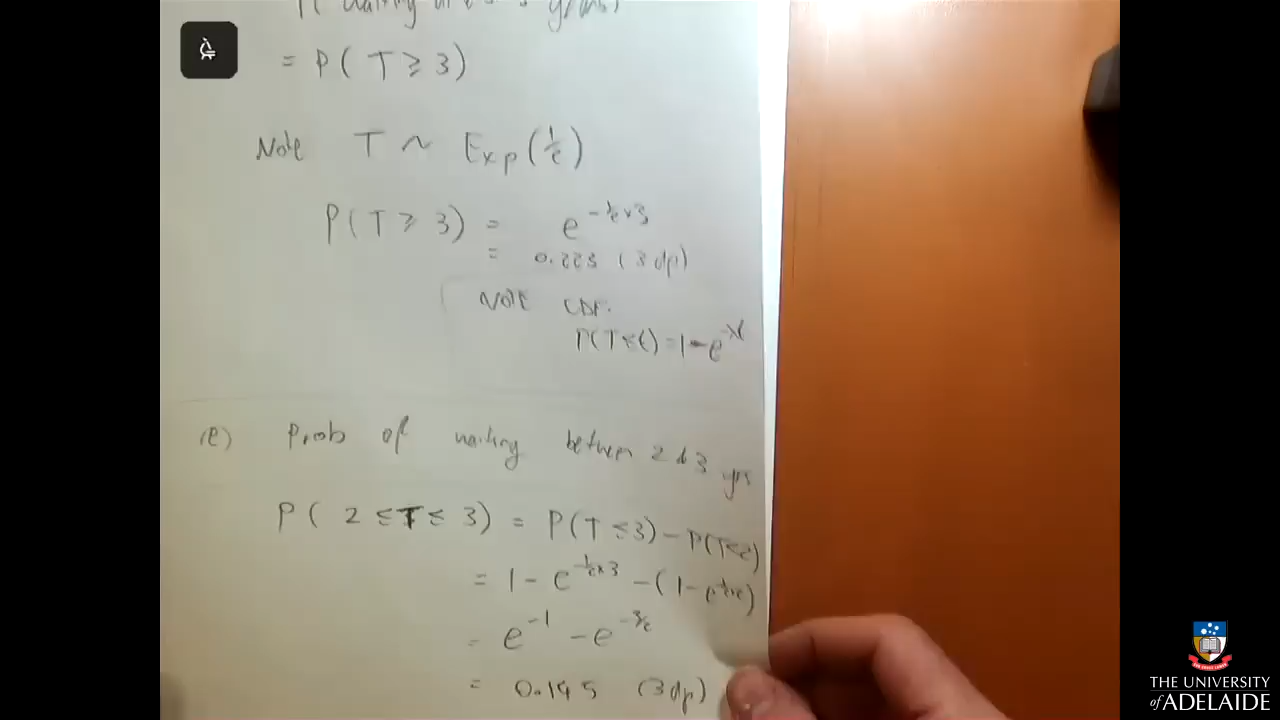 P( waiting
= P( T ≥ 3)
Note T ~ Exp(1/2)
P(T ≥ 3) = e^{-1/2 × 3}
= 0.223 (3 dp)
Note CDF.
P(T ≤ t) = 1 - e^{-λt}
(e) Prob of waiting between 2 & 3 yrs
P( 2 ≤ T ≤ 3) = P(T ≤ 3) - P(T ≤ 2)
= 1 - e^{-1/2 × 3} - (1 - e^{-1/2 × 2})
= e^{-1} - e^{-3/2}
= 0.145 (3 dp)
THE UNIVERSITY
of ADELAIDE